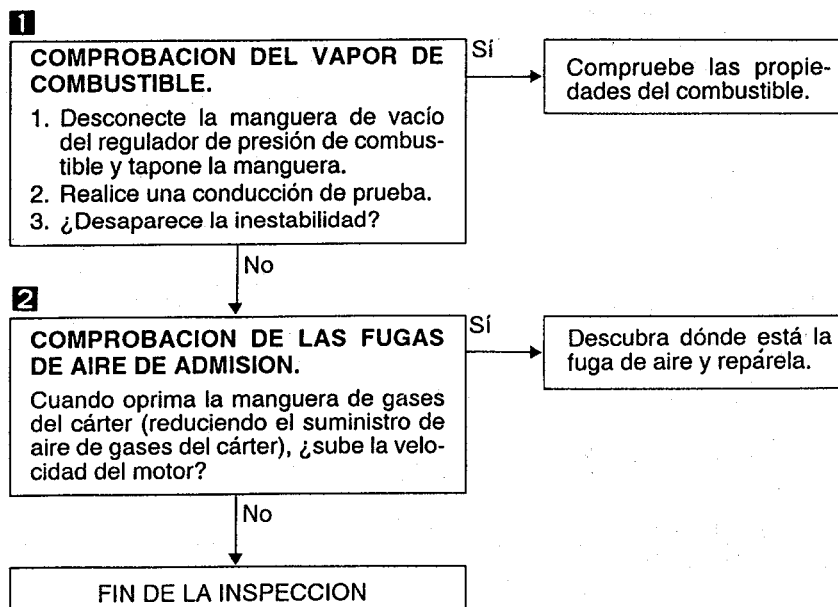 1
COMPROBACION DEL VAPOR DE
COMBUSTIBLE.
1. Desconecte la manguera de vacío
del regulador de presión de combus-
tible y tapone la manguera.
2. Realice una conducción de prueba.
3. ¿Desaparece la inestabilidad?
Sí
Compruebe las propie-
dades del combustible.
No
2
COMPROBACION DE LAS FUGAS
DE AIRE DE ADMISION.
Cuando oprima la manguera de gases
del cárter (reduciendo el suministro de
aire de gases del cárter), ¿sube la velo-
cidad del motor?
Sí
Descubra dónde está la
fuga de aire y repárela.
No
FIN DE LA INSPECCION